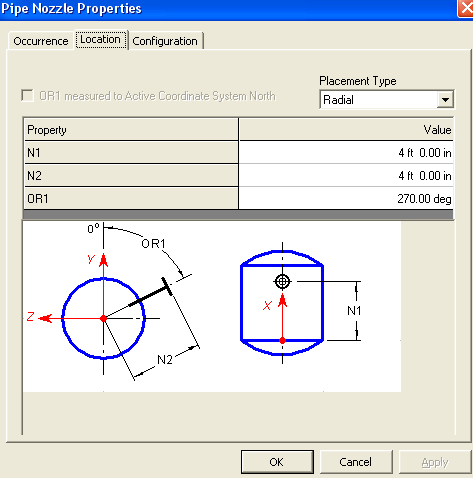 Pipe Nozzle Properties
Occurrence Location Configuration
OR1 measured to Active Coordinate System North
Placement Type
Radial
Property Value
N1 4 ft 0.00 in
N2 4 ft 0.00 in
OR1 270.00 deg
0°
OR1
Y
Z
N2
X
N1
OK Cancel Apply